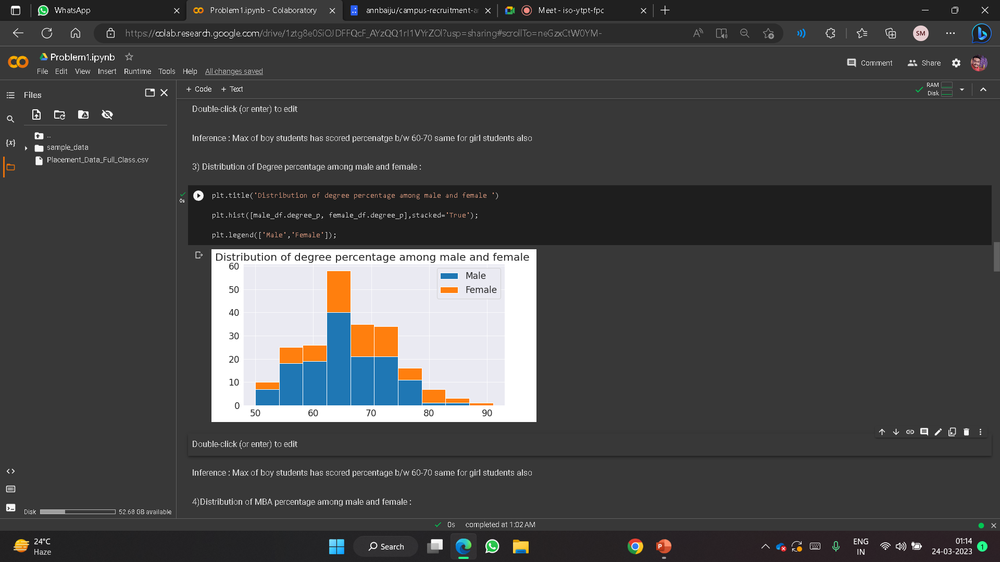 WhatsApp
Problem1.ipynb - Colaboratory
annbaiju/campus-recruitment-a
Meet - iso-ytpt-fpc
https://colab.research.google.com/drive/1ztg8e0SiOJDFFQcF_AYzQQ1rI1VYrZOl?usp=sharing#scrollTo=neGzxCtW0YM-
SM
Problem1.ipynb
File Edit View Insert Runtime Tools Help All changes saved
Comment
Share
Files
+ Code + Text
RAM
Disk
..
sample_data
Placement_Data_Full_Class.csv
{x}
Double-click (or enter) to edit
Inference : Max of boy students has scored percenatge b/w 60-70 same for girl students also
3) Distribution of Degree percentage among male and female :
0s
plt.title('Distribution of degree percentage among male and female ')
plt.hist([male_df.degree_p, female_df.degree_p],stacked='True');
plt.legend(['Male','Female']);
Distribution of degree percentage among male and female
60
50
40
30
20
10
0
50 60 70 80 90
Male
Female
Double-click (or enter) to edit
Inference : Max of boy students has scored percentage b/w 60-70 same for girl students also
4)Distribution of MBA percentage among male and female :
Disk 52.68 GB available
0s completed at 1:02 AM
24°C
Haze
Search
ENG
IN
01:14
24-03-2023
1